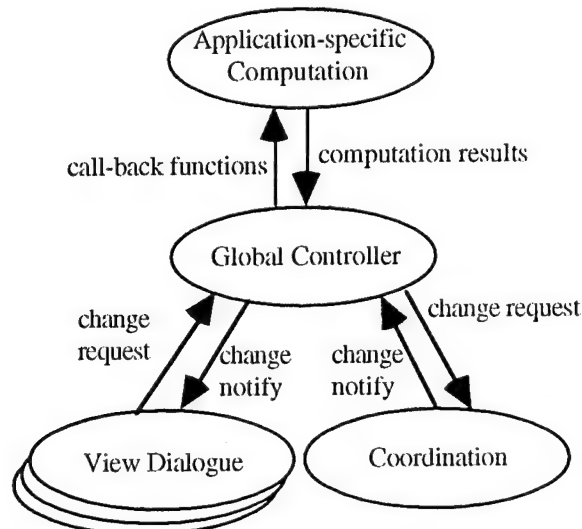 Application-specific
Computation
call-back functions
computation results
Global Controller
change
request
change
notify
change
notify
change request
View Dialogue
Coordination